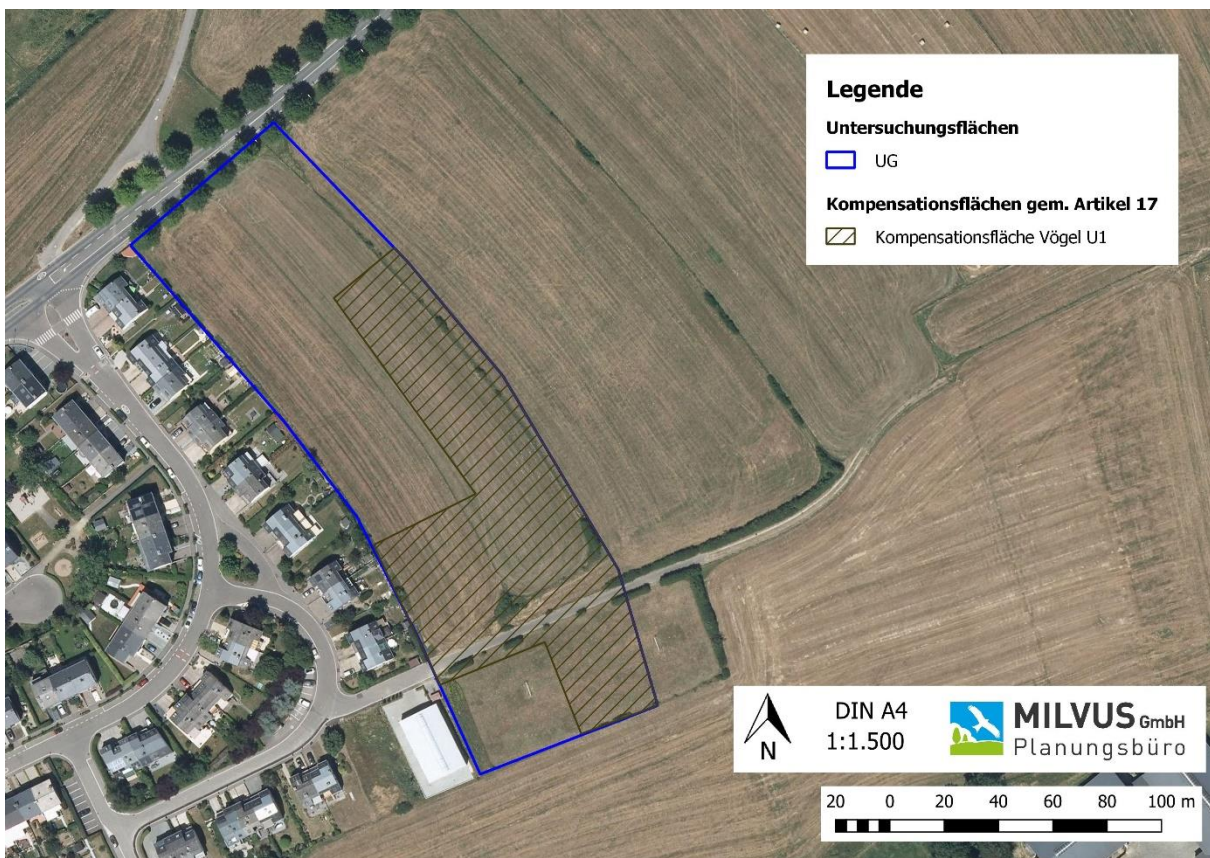 Legende
Untersuchungsflächen
UG
Kompensationsflächen gem. Artikel 17
Kompensationsfläche Vögel U1
N
DIN A4
1:1.500
MILVUS GmbH
Planungsbüro
20 0 20 40 60 80 100 m